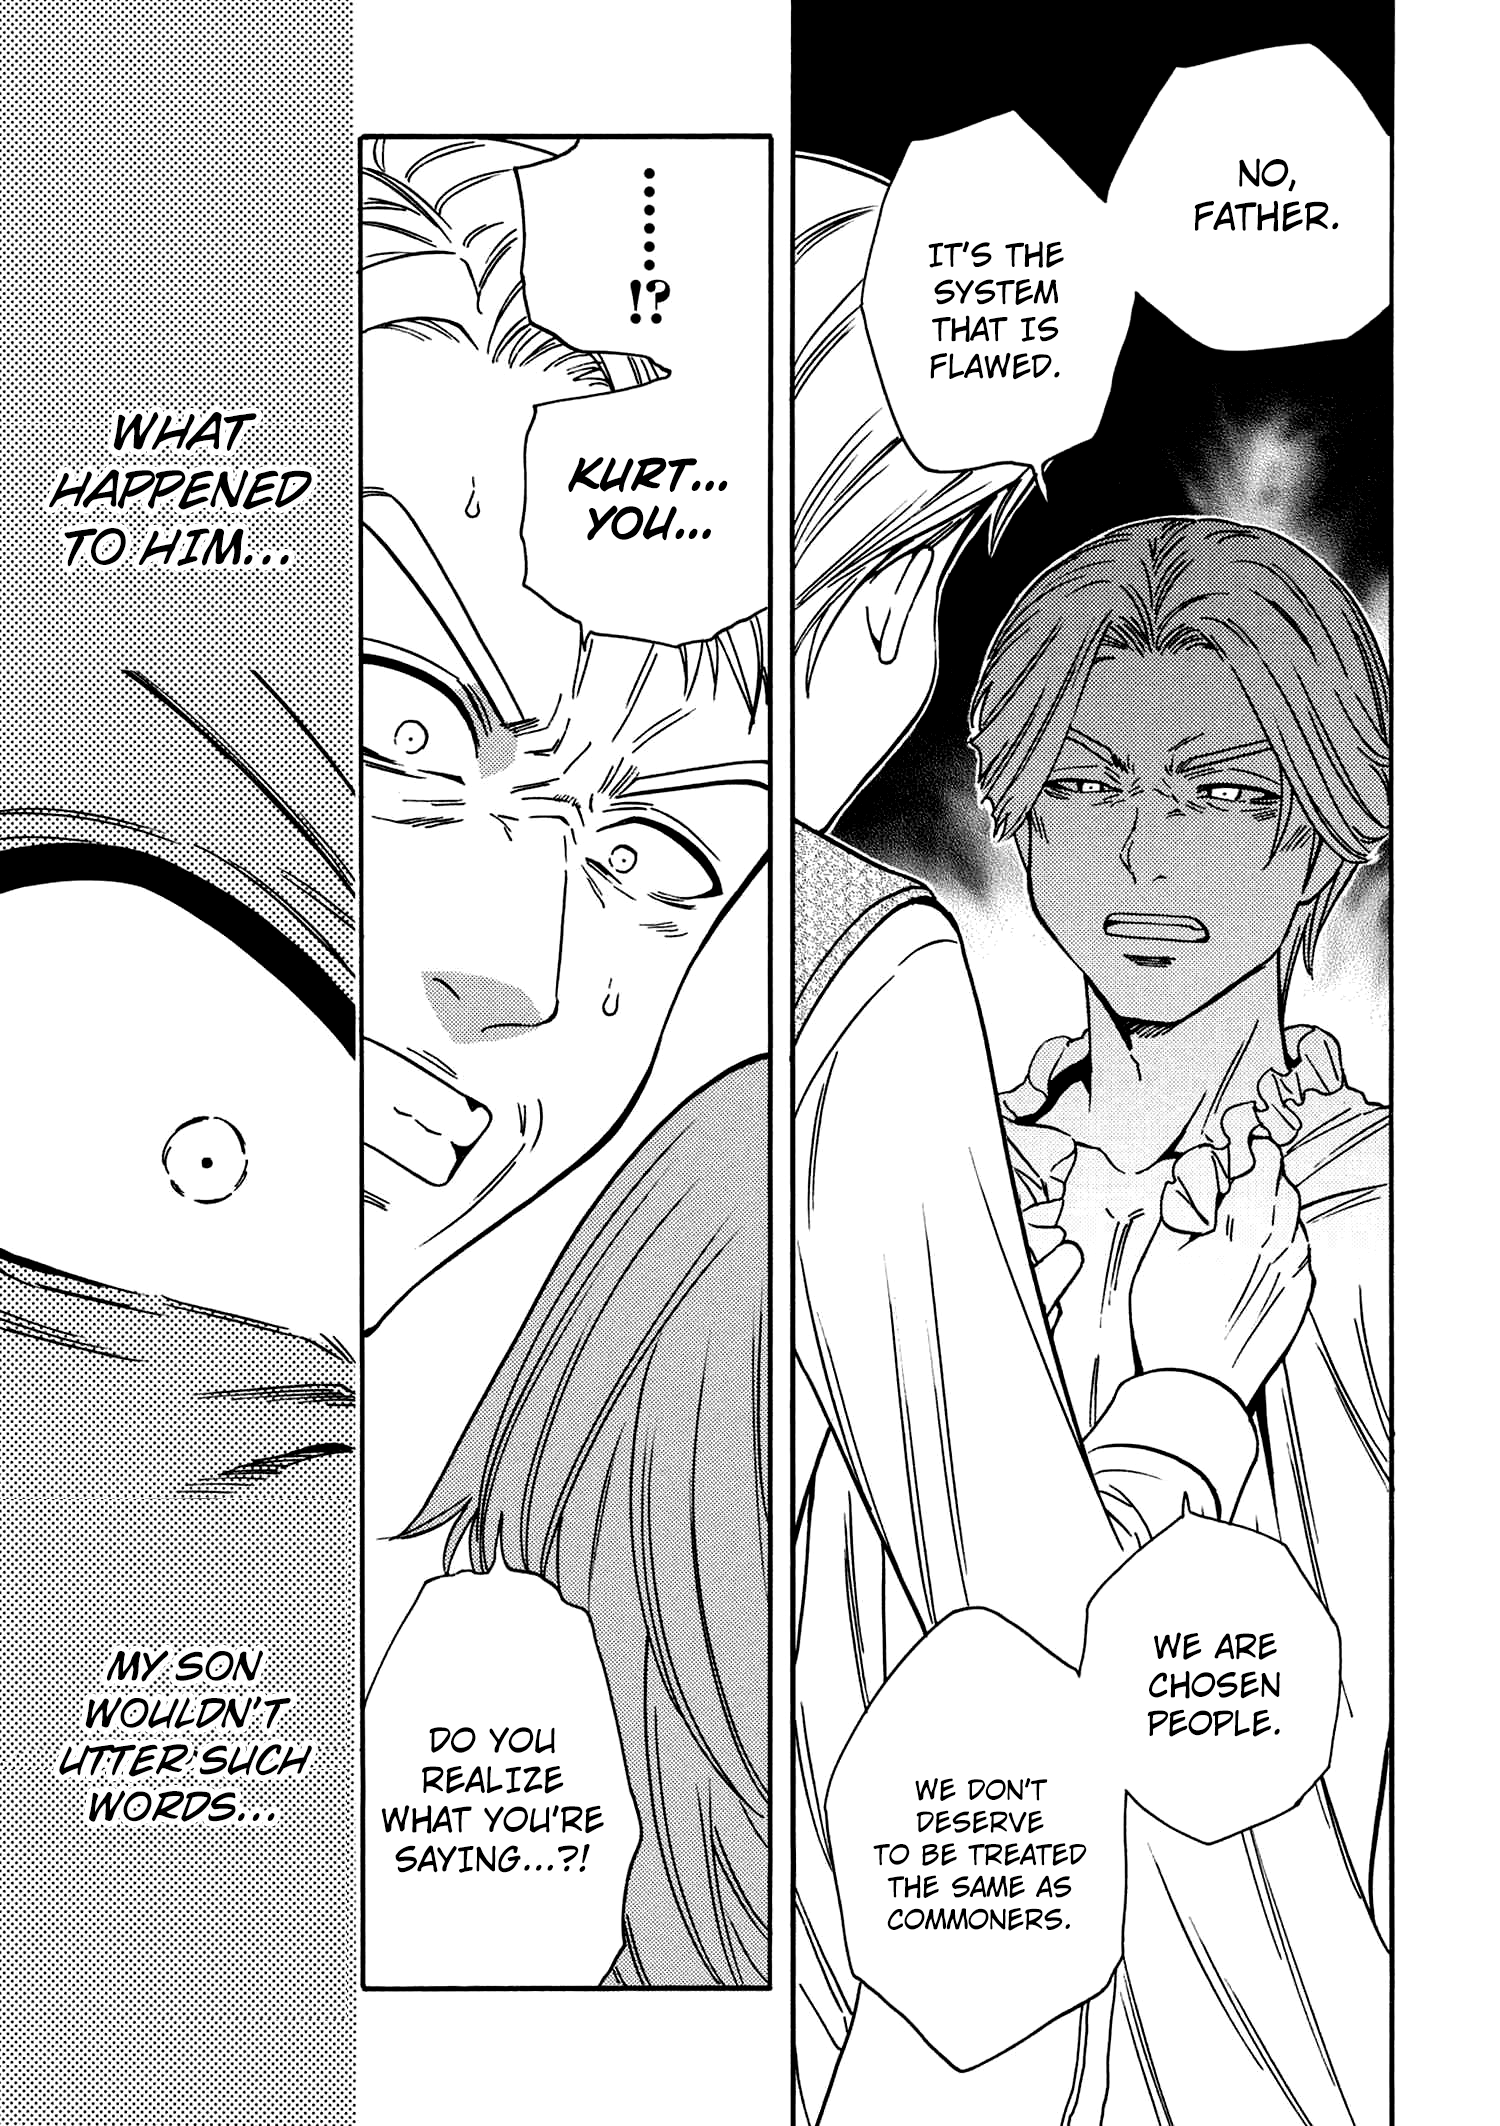 NO,
FATHER.
IT'S THE
SYSTEM
THAT IS
FLAWED.
WE ARE
CHOSEN
PEOPLE.
WE DON'T
DESERVE
TO BE TREATED
THE SAME AS
COMMONERS.
........!?
KURT...
YOU...
DO YOU
REALIZE
WHAT YOU'RE
SAYING...?!
WHAT
HAPPENED
TO HIM...
MY SON
WOULDN'T
UTTER SUCH
WORDS...